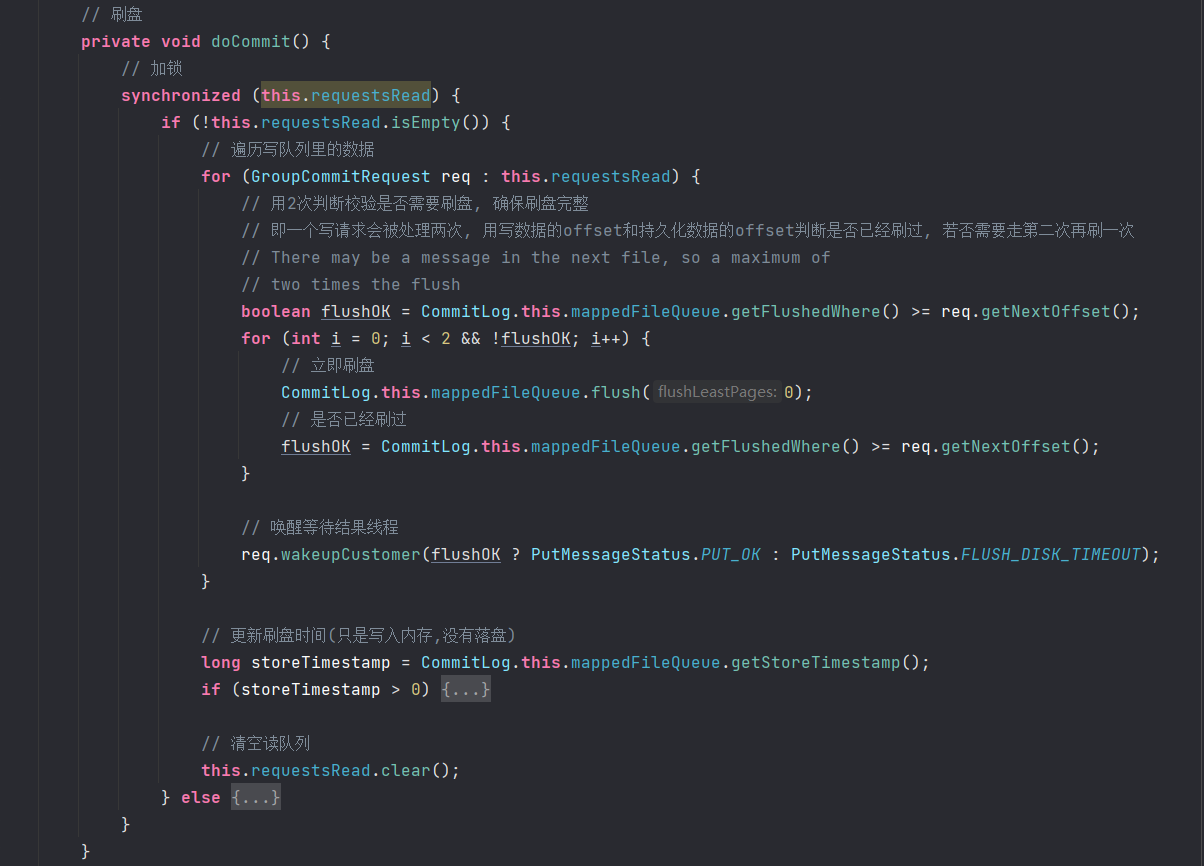 // 刷盘
private void doCommit() {
// 加锁
synchronized (this.requestsRead) {
if (!this.requestsRead.isEmpty()) {
// 遍历写队列里的数据
for (GroupCommitRequest req : this.requestsRead) {
// 用2次判断校验是否需要刷盘, 确保刷盘完整
// 即一个写请求会被处理两次, 用写数据的offset和持久化数据的offset判断是否已经刷过, 若否需要走第二次再刷一次
// There may be a message in the next file, so a maximum of
// two times the flush
boolean flushOK = CommitLog.this.mappedFileQueue.getFlushedWhere() >= req.getNextOffset();
for (int i = 0; i < 2 && !flushOK; i++) {
// 立即刷盘
CommitLog.this.mappedFileQueue.flush( flushLeastPages: 0);
// 是否已经刷过
flushOK = CommitLog.this.mappedFileQueue.getFlushedWhere() >= req.getNextOffset();
}
// 唤醒等待结果线程
req.wakeupCustomer(flushOK ? PutMessageStatus.PUT_OK : PutMessageStatus.FLUSH_DISK_TIMEOUT);
}
// 更新刷盘时间(只是写入内存,没有落盘)
long storeTimestamp = CommitLog.this.mappedFileQueue.getStoreTimestamp();
if (storeTimestamp > 0) {...}
// 清空读队列
this.requestsRead.clear();
} else {...}
}
}